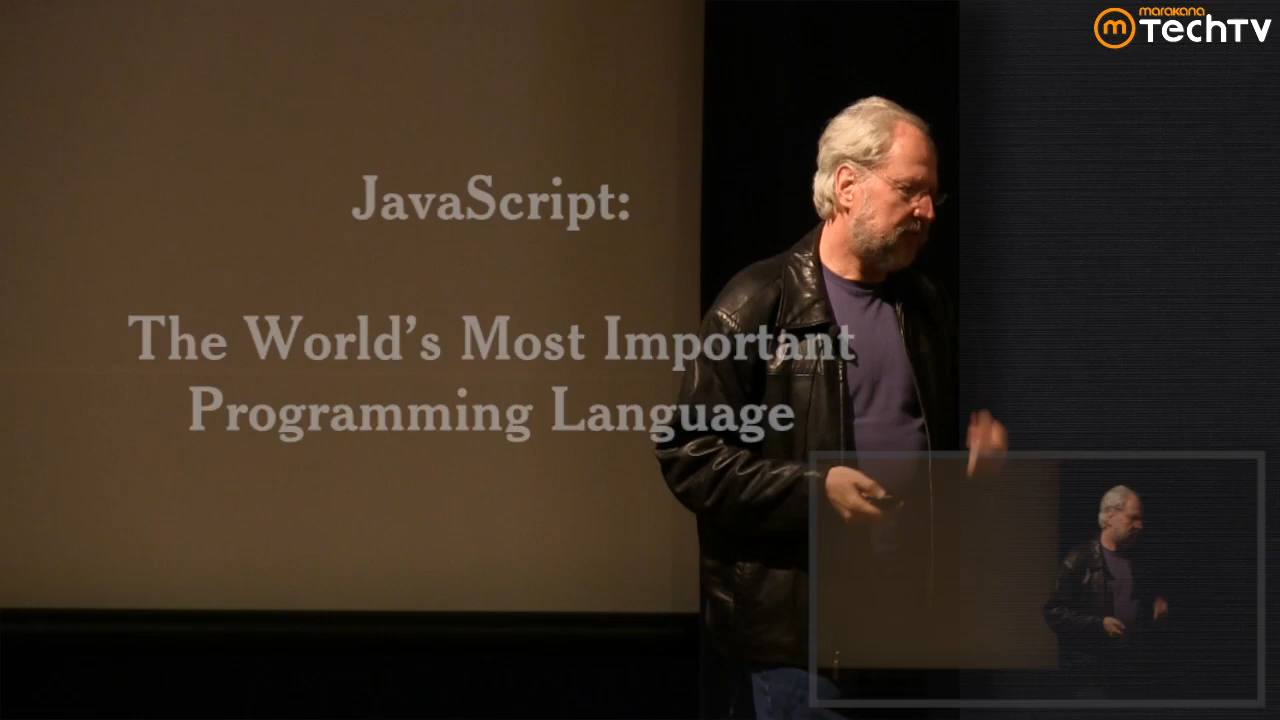 marakana
TechTV
JavaScript:
The World's Most Important
Programming Language